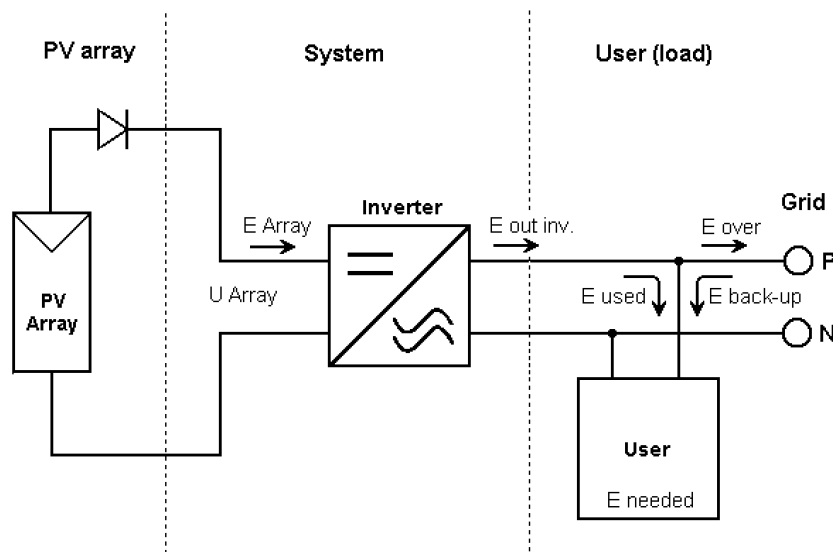 PV array
System
User (load)
Inverter
Grid
E Array
E out inv.
E over
P
PV
Array
U Array
E used
E back-up
N
User
E needed